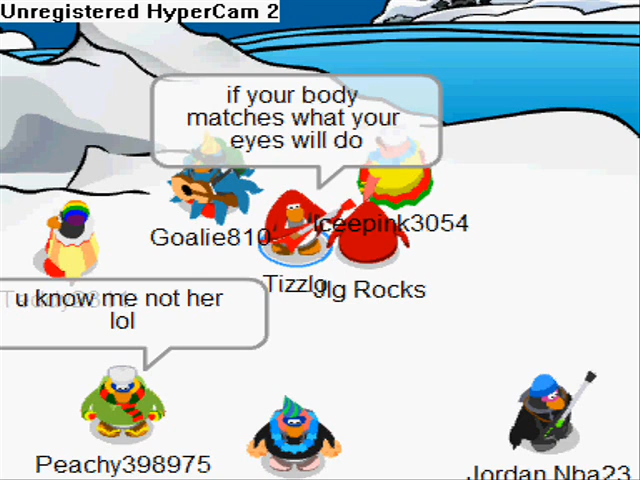 Unregistered HyperCam 2
if your body
matches what your
eyes will do
Goalie810
Iceepink3054
Tizzlg
Jlg Rocks
u know me not her
lol
Peachy398975
Jordan Nba23